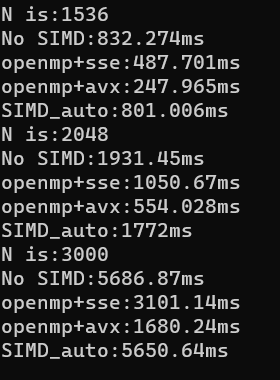 N is:1536
No SIMD:832.274ms
openmp+sse:487.701ms
openmp+avx:247.965ms
SIMD_auto:801.006ms
N is:2048
No SIMD:1931.45ms
openmp+sse:1050.67ms
openmp+avx:554.028ms
SIMD_auto:1772ms
N is:3000
No SIMD:5686.87ms
openmp+sse:3101.14ms
openmp+avx:1680.24ms
SIMD_auto:5650.64ms